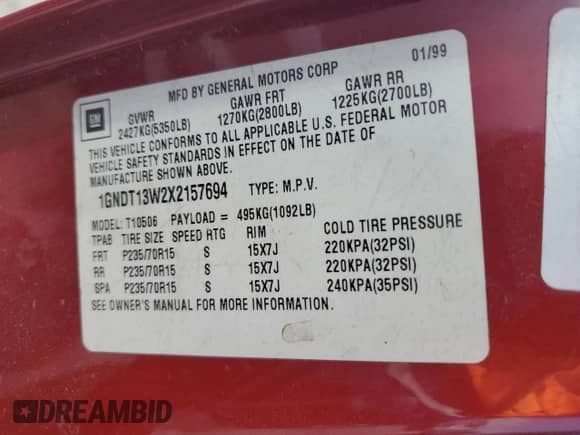 MFD BY GENERAL MOTORS CORP 01/99
GM
GVWR GAWR FRT GAWR RR
2427KG(5350LB) 1270KG(2800LB) 1225KG(2700LB)
THIS VEHICLE CONFORMS TO ALL APPLICABLE U.S. FEDERAL MOTOR
VEHICLE SAFETY STANDARDS IN EFFECT ON THE DATE OF
MANUFACTURE SHOWN ABOVE.
1GNDT13W2X2157694 TYPE: M.P.V.
MODEL: T10506 PAYLOAD = 495KG(1092LB)
TPAB TIRE SIZE SPEED RTG RIM COLD TIRE PRESSURE
FRT P235/70R15 S 15X7J 220KPA(32PSI)
RR P235/70R15 S 15X7J 220KPA(32PSI)
SPA P235/70R15 S 15X7J 240KPA(35PSI)
SEE OWNER'S MANUAL FOR MORE INFORMATION.
DREAMBID